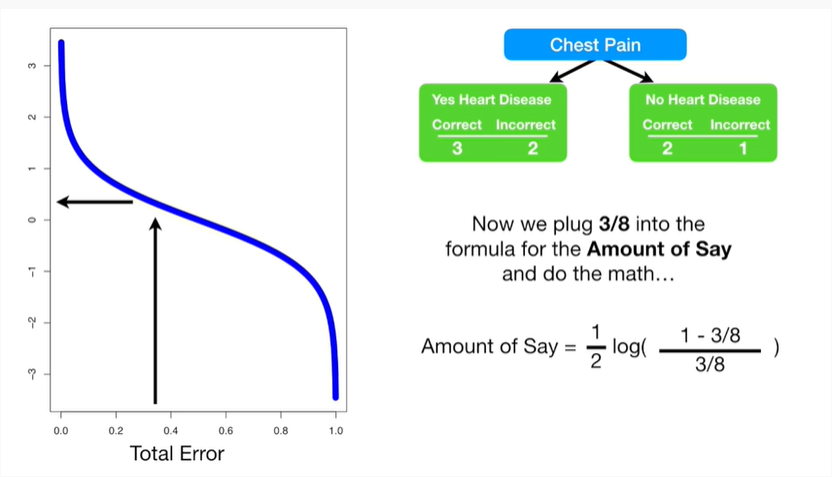 3
2
1
0
-1
-2
-3
0.0 0.2 0.4 0.6 0.8 1.0
Total Error
Chest Pain
Yes Heart Disease
Correct Incorrect
3 2
No Heart Disease
Correct Incorrect
2 1
Now we plug 3/8 into the
formula for the Amount of Say
and do the math…
Amount of Say = 1/2 log( (1 - 3/8)/(3/8) )